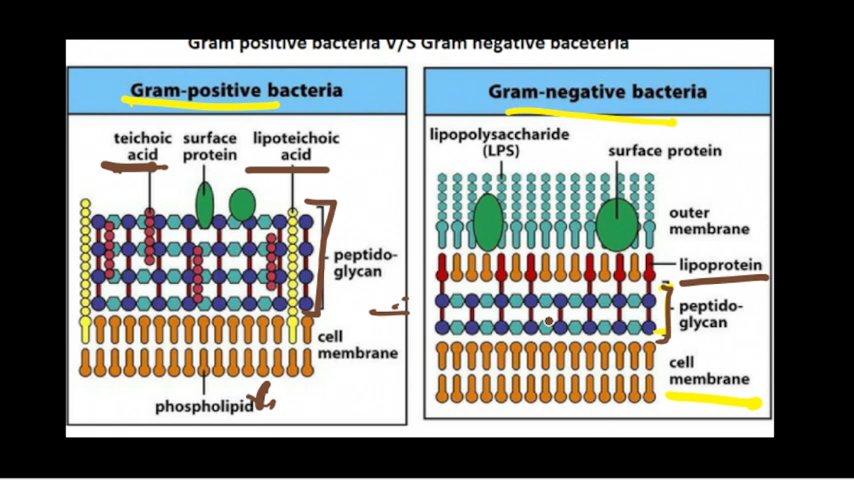 Gram positive bacteria V/S Gram negative baceteria
Gram-positive bacteria
teichoic
acid
surface
protein
lipoteichoic
acid
peptido-
glycan
cell
membrane
phospholipid
Gram-negative bacteria
lipopolysaccharide
(LPS)
surface protein
outer
membrane
lipoprotein
peptido-
glycan
cell
membrane